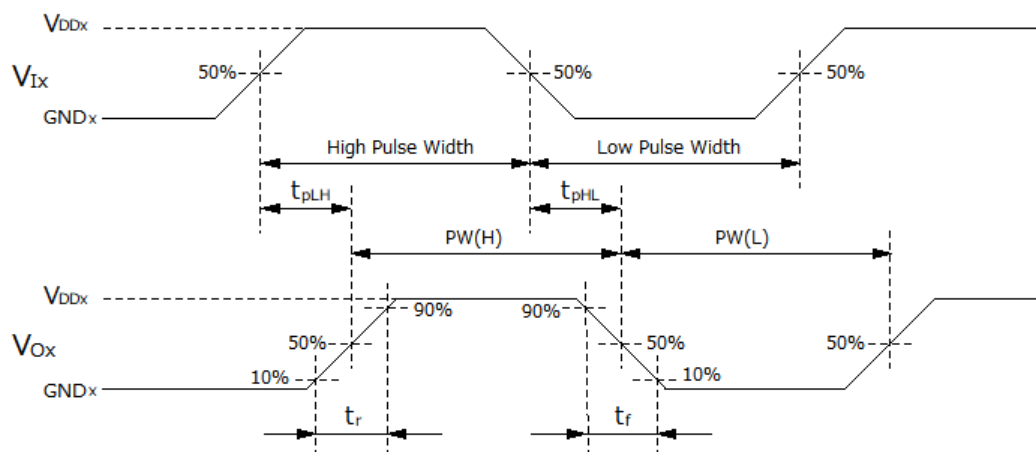 VDDx
VIx
50% 50% 50%
GNDx
High Pulse Width Low Pulse Width
tpLH tpHL
PW(H) PW(L)
VDDx
90% 90%
VOx
50% 50% 50%
10% 10%
GNDx
tr tf